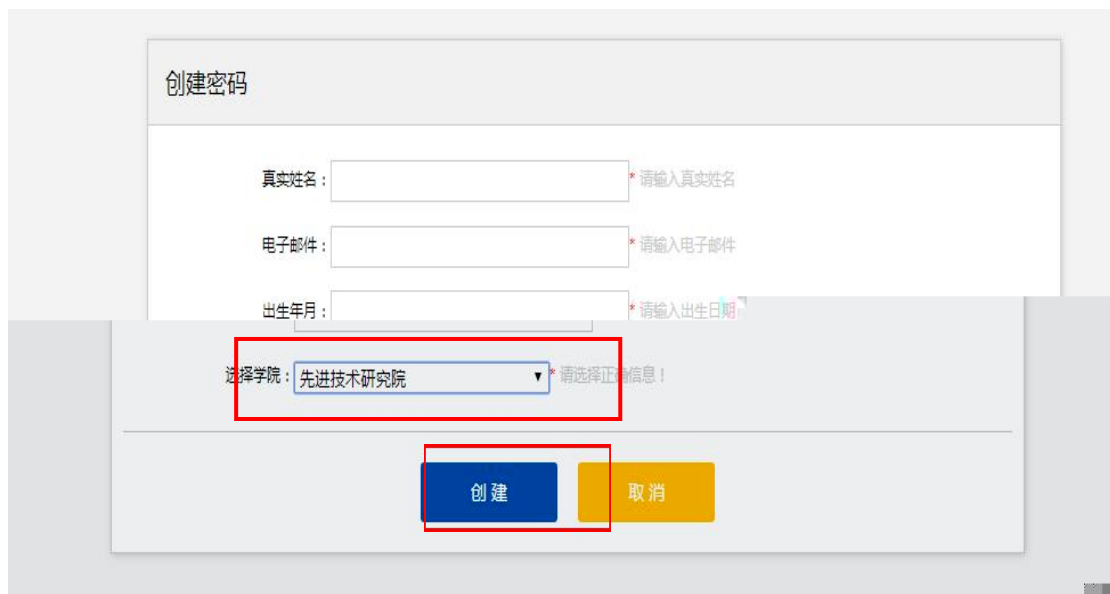 创建密码
真实姓名： * 请输入真实姓名
电子邮件： * 请输入电子邮件
出生年月： * 请输入出生日期
选择学院： 先进技术研究院 ▼ * 请选择正确信息！
创建 取消